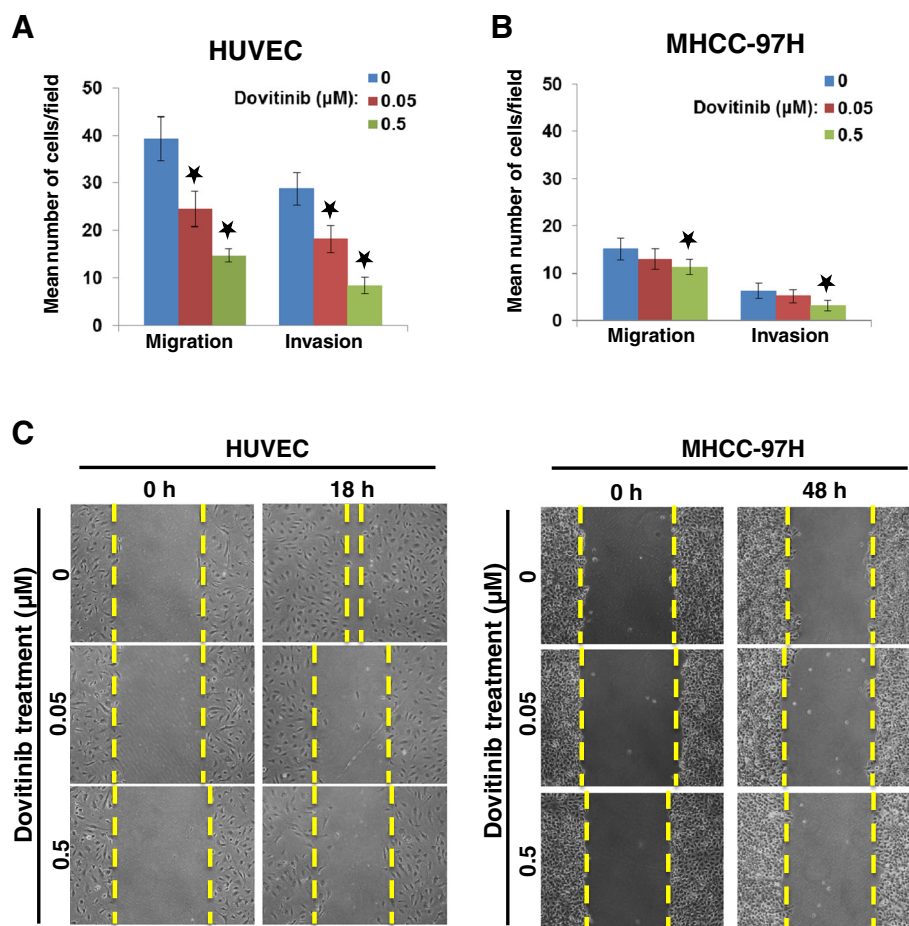 A
HUVEC
Mean number of cells/field
50
40
30
20
10
0
Dovitinib (µM):
0
0.05
0.5
Migration
Invasion
B
MHCC-97H
Mean number of cells/field
50
40
30
20
10
0
Dovitinib (µM):
0
0.05
0.5
Migration
Invasion
C
HUVEC
0 h
18 h
Dovitinib treatment (µM)
0
0.05
0.5
MHCC-97H
0 h
48 h
Dovitinib treatment (µM)
0
0.05
0.5